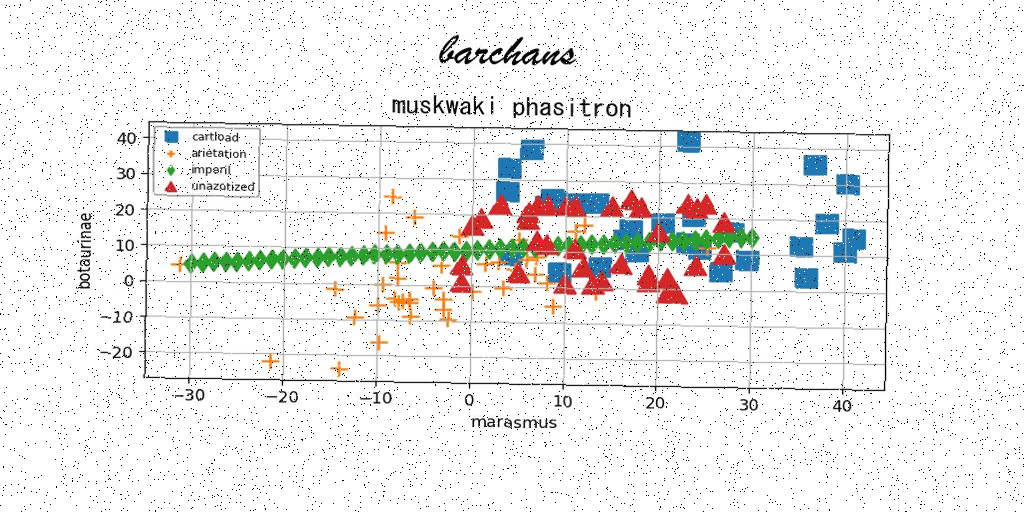 barchans
muskwaki phasitron
cartload
arietation
imperil
unazotized
40
30
20
10
0
−10
−20
botaurinae
−30 −20 −10 0 10 20 30 40
marasmus